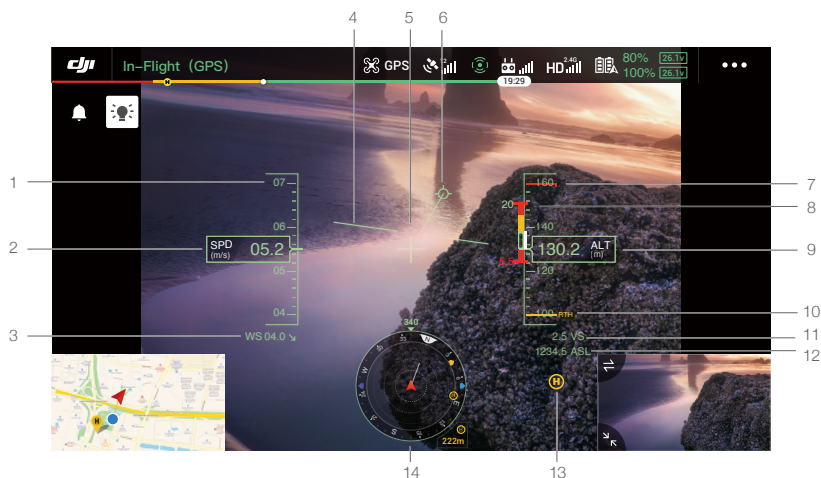 4 5 6
dji In-Flight (GPS) GPS 2 HD 2.4G A 80% 26.1v
100% 26.1v
19:29
H
1 07 160 7
20 8
06 140
2 SPD (m/s) 05.2 130.2 ALT (m) 9
5.5
05 120
04 100 RTH 10
3 WS 04.0 ↘ 2.5 VS 11
1234.5 ASL 12
340
N
W E
S
H
H
222m
14 13